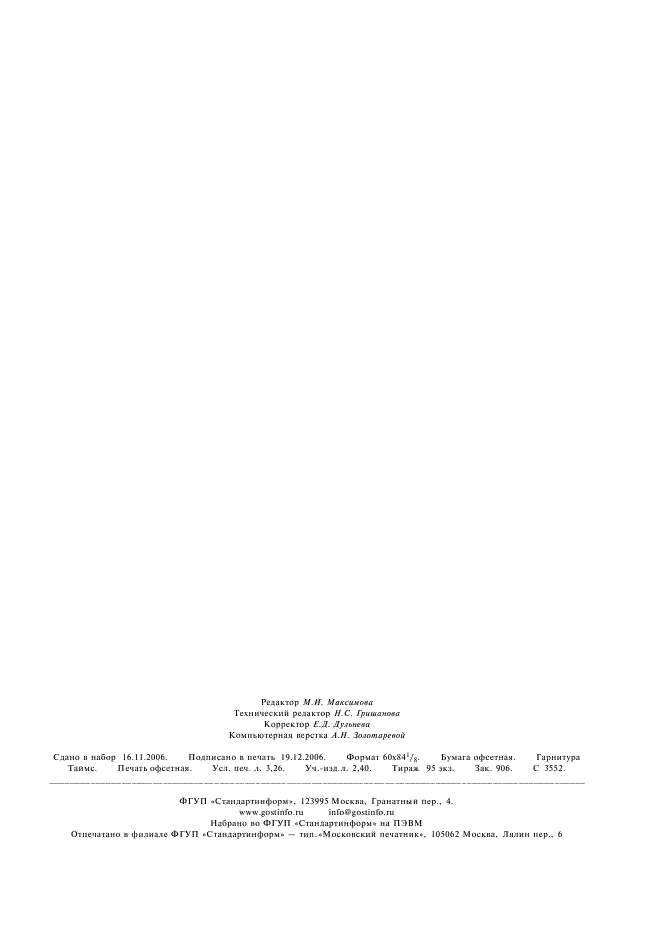 Редактор М.И. Максимова
Технический редактор Н.С. Гришанова
Корректор Е.Д. Дульнева
Компьютерная верстка А.Н. Золотаревой
Сдано в набор 16.11.2006. Подписано в печать 19.12.2006. Формат 60х84 1/8. Бумага офсетная. Гарнитура
Таймс. Печать офсетная. Усл. печ. л. 3,26. Уч.-изд.л. 2,40. Тираж 95 экз. Зак. 906. С 3552.
ФГУП «Стандартинформ», 123995 Москва, Гранатный пер., 4.
www.gostinfo.ru info@gostinfo.ru
Набрано во ФГУП «Стандартинформ» на ПЭВМ
Отпечатано в филиале ФГУП «Стандартинформ» — тип.«Московский печатник», 105062 Москва, Лялин пер., 6